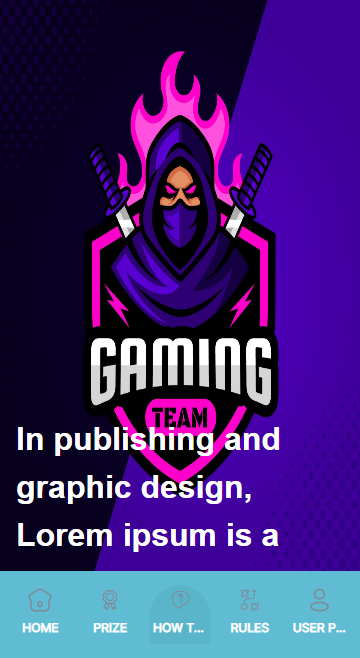 GAMING
TEAM
In publishing and
graphic design,
Lorem ipsum is a
HOME PRIZE HOW T... RULES USER P...